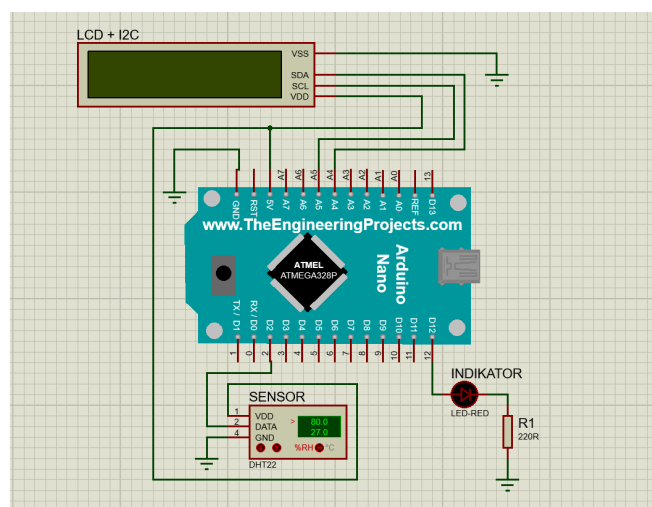 LCD + I2C
VSS
SDA
SCL
VDD
A7 A6 A5 A4 A3 A2 A1 A0 13
GND RST 5V A7 A6 A5 A4 A3 A2 A1 A0 REF D13
www.TheEngineeringProjects.com
ATMEL
ATMEGA328P
Arduino
Nano
TX / D1 RX / D0 D2 D3 D4 D5 D6 D7 D8 D9 D10 D11 D12
1 0 2 3 4 5 6 7 8 9 10 11 12
INDIKATOR
LED-RED
SENSOR
1 VDD
2 DATA
4 GND
> 80.0
27.0
%RH °C
DHT22
R1
220R